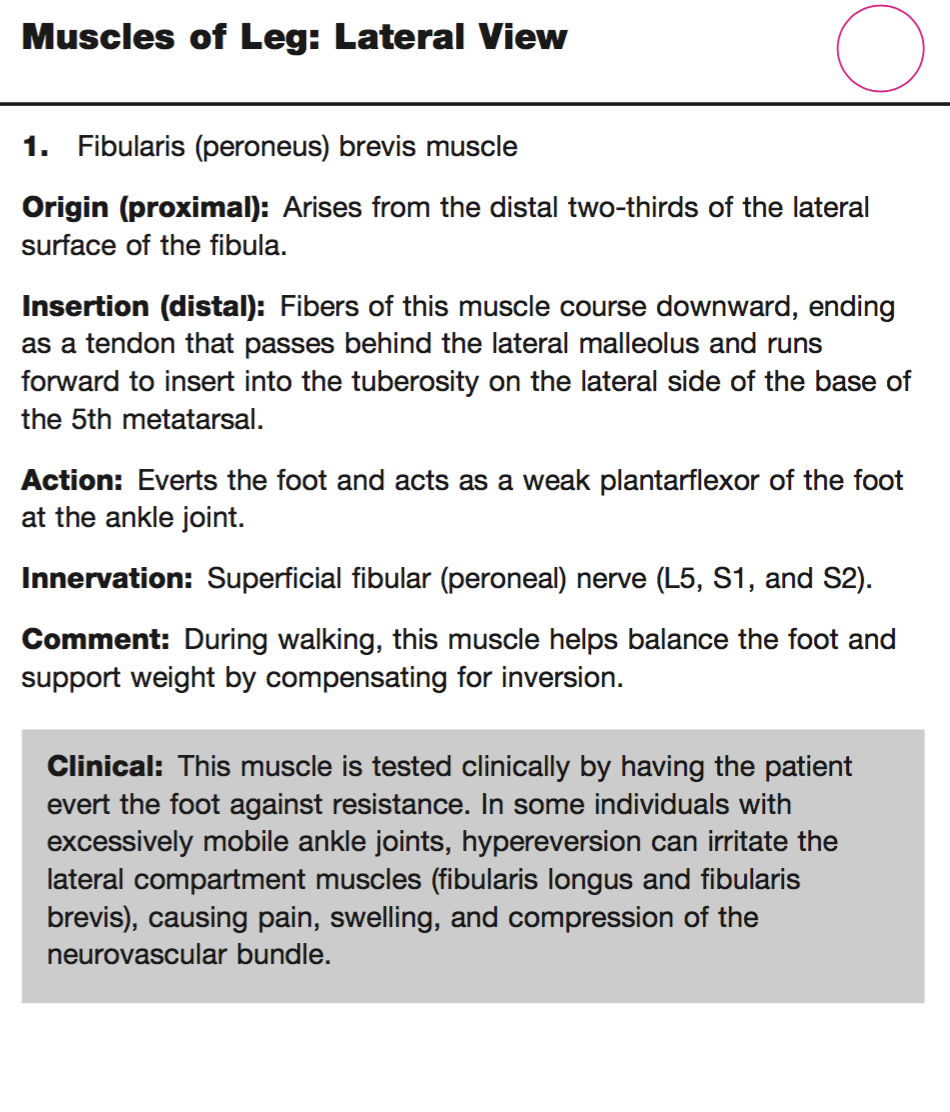 Muscles of Leg: Lateral View
1. Fibularis (peroneus) brevis muscle
Origin (proximal): Arises from the distal two-thirds of the lateral
surface of the fibula.
Insertion (distal): Fibers of this muscle course downward, ending
as a tendon that passes behind the lateral malleolus and runs
forward to insert into the tuberosity on the lateral side of the base of
the 5th metatarsal.
Action: Everts the foot and acts as a weak plantarflexor of the foot
at the ankle joint.
Innervation: Superficial fibular (peroneal) nerve (L5, S1, and S2).
Comment: During walking, this muscle helps balance the foot and
support weight by compensating for inversion.
Clinical: This muscle is tested clinically by having the patient
evert the foot against resistance. In some individuals with
excessively mobile ankle joints, hypereversion can irritate the
lateral compartment muscles (fibularis longus and fibularis
brevis), causing pain, swelling, and compression of the
neurovascular bundle.